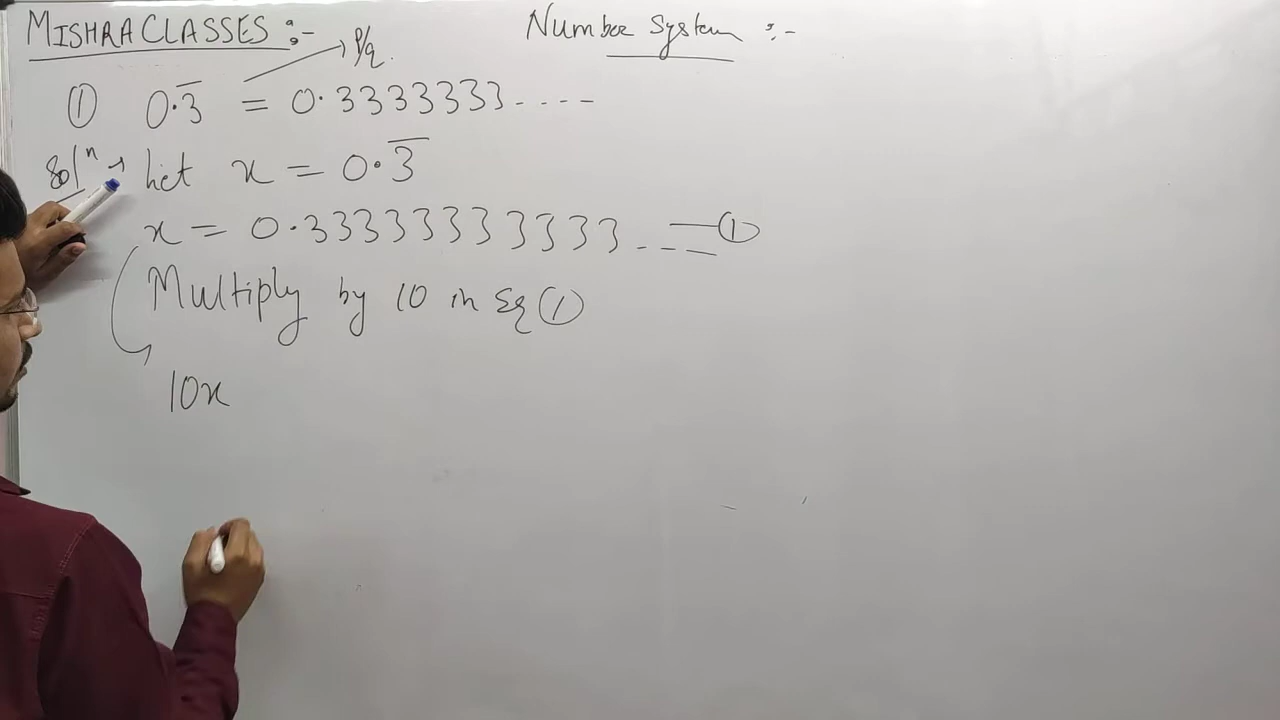 MISHRA CLASSES :-
Number System :-
p/q.
① 0.3̅ = 0.3333333....
Solⁿ → Let x = 0.3̅
x = 0.33333333333.... —①
Multiply by 10 in Eq ①
10x